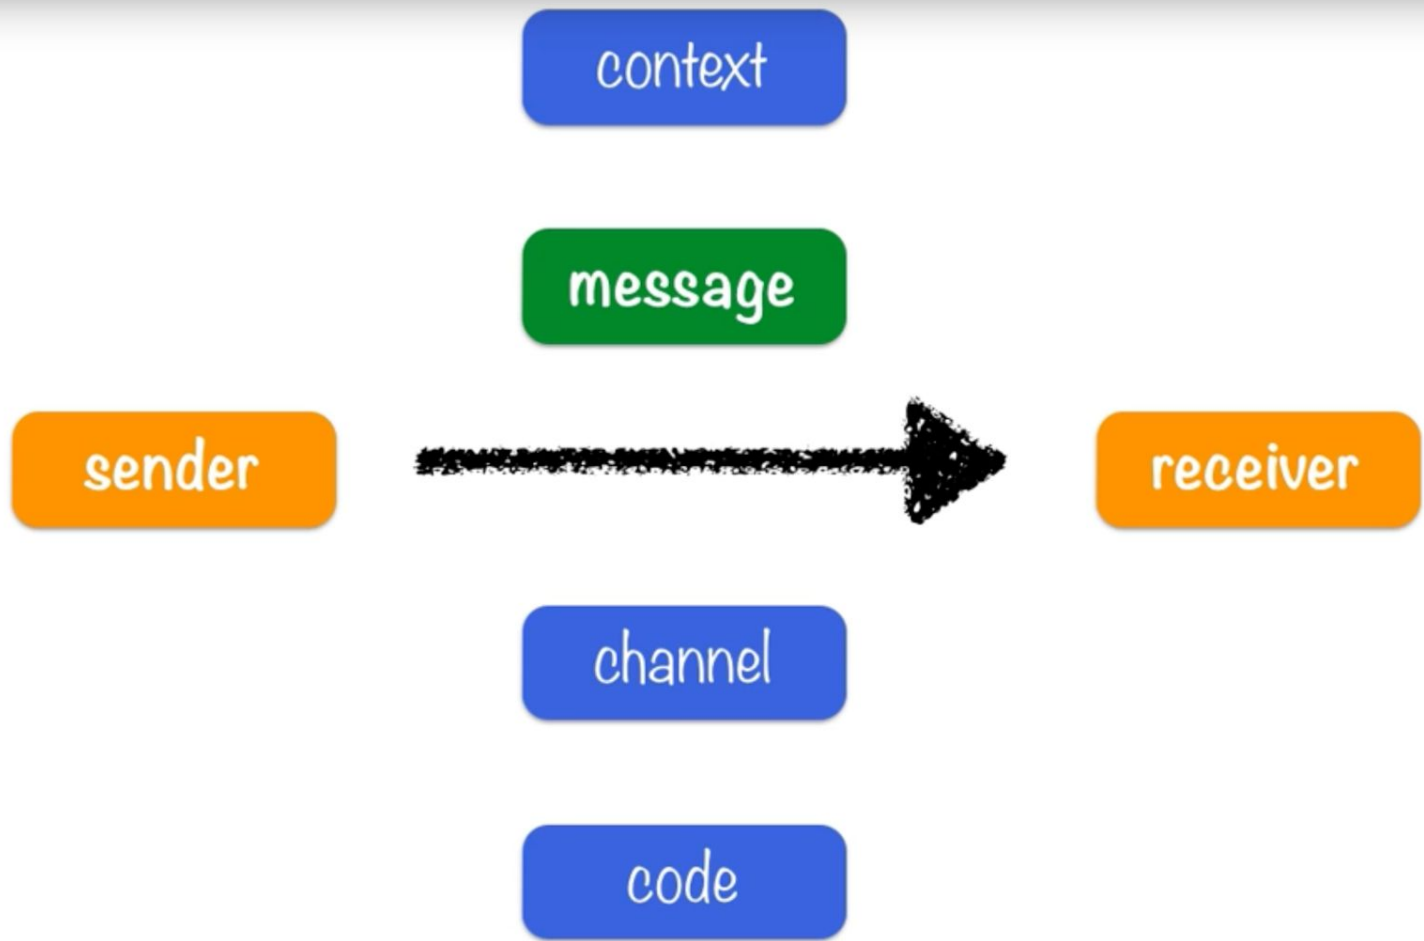 context
message
sender
receiver
channel
code